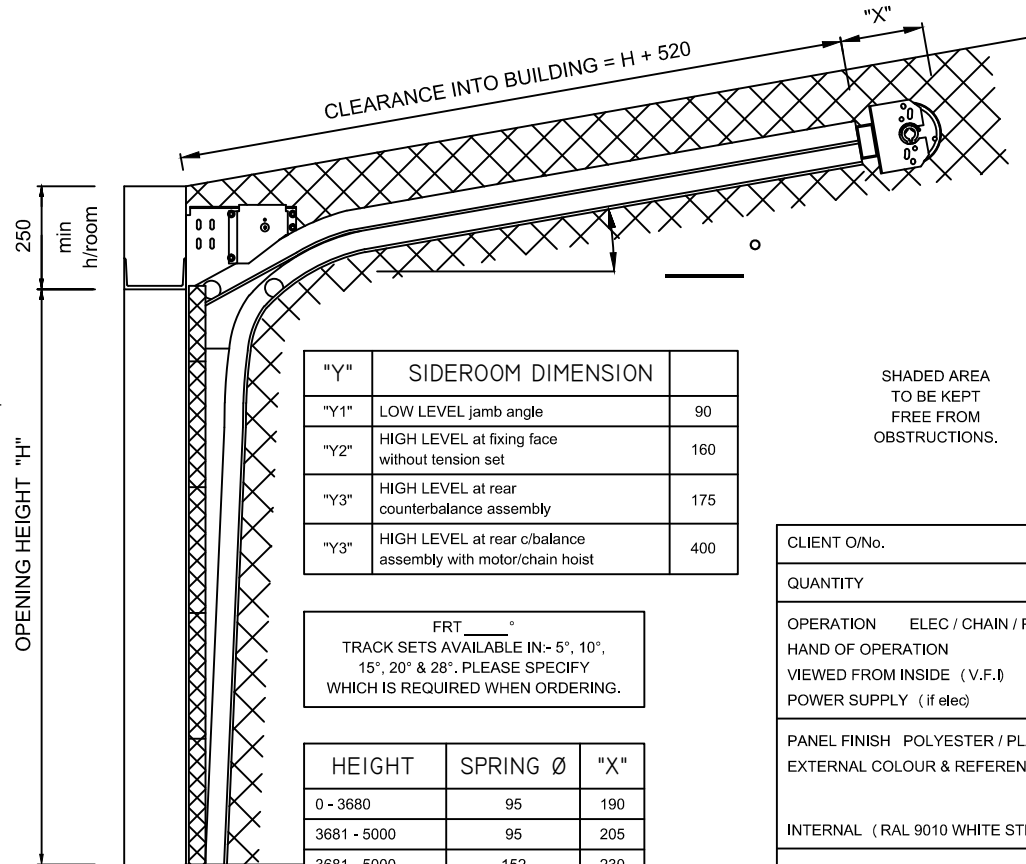 "X"
CLEARANCE INTO BUILDING = H + 520
250
min
h/room
OPENING HEIGHT "H"
°
SHADED AREA
TO BE KEPT
FREE FROM
OBSTRUCTIONS.
"Y" SIDEROOM DIMENSION
"Y1" LOW LEVEL jamb angle 90
"Y2" HIGH LEVEL at fixing face
without tension set 160
"Y3" HIGH LEVEL at rear
counterbalance assembly 175
"Y3" HIGH LEVEL at rear c/balance
assembly with motor/chain hoist 400
FRT_____°
TRACK SETS AVAILABLE IN:- 5°, 10°,
15°, 20° & 28°. PLEASE SPECIFY
WHICH IS REQUIRED WHEN ORDERING.
HEIGHT SPRING Ø "X"
0 - 3680 95 190
3681 - 5000 95 205
3681 - 5000 152 230
CLIENT O/No.
QUANTITY
OPERATION ELEC / CHAIN /
HAND OF OPERATION
VIEWED FROM INSIDE (V.F.I)
POWER SUPPLY (if elec)
PANEL FINISH POLYESTER /
EXTERNAL COLOUR &
INTERNAL (RAL 9010 WHITE